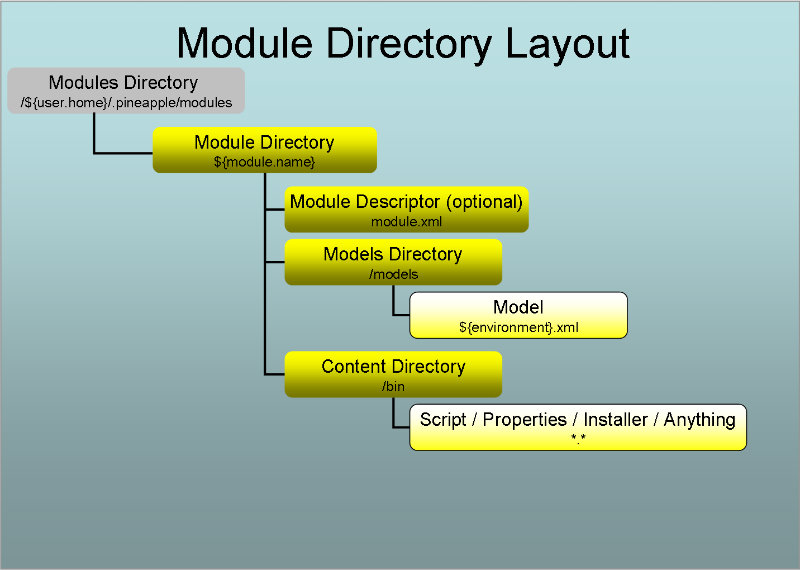 Module Directory Layout
Modules Directory
/${user.home}/.pineapple/modules
Module Directory
${module.name}
Module Descriptor (optional)
module.xml
Models Directory
/models
Model
${environment}.xml
Content Directory
/bin
Script / Properties / Installer / Anything
*.*